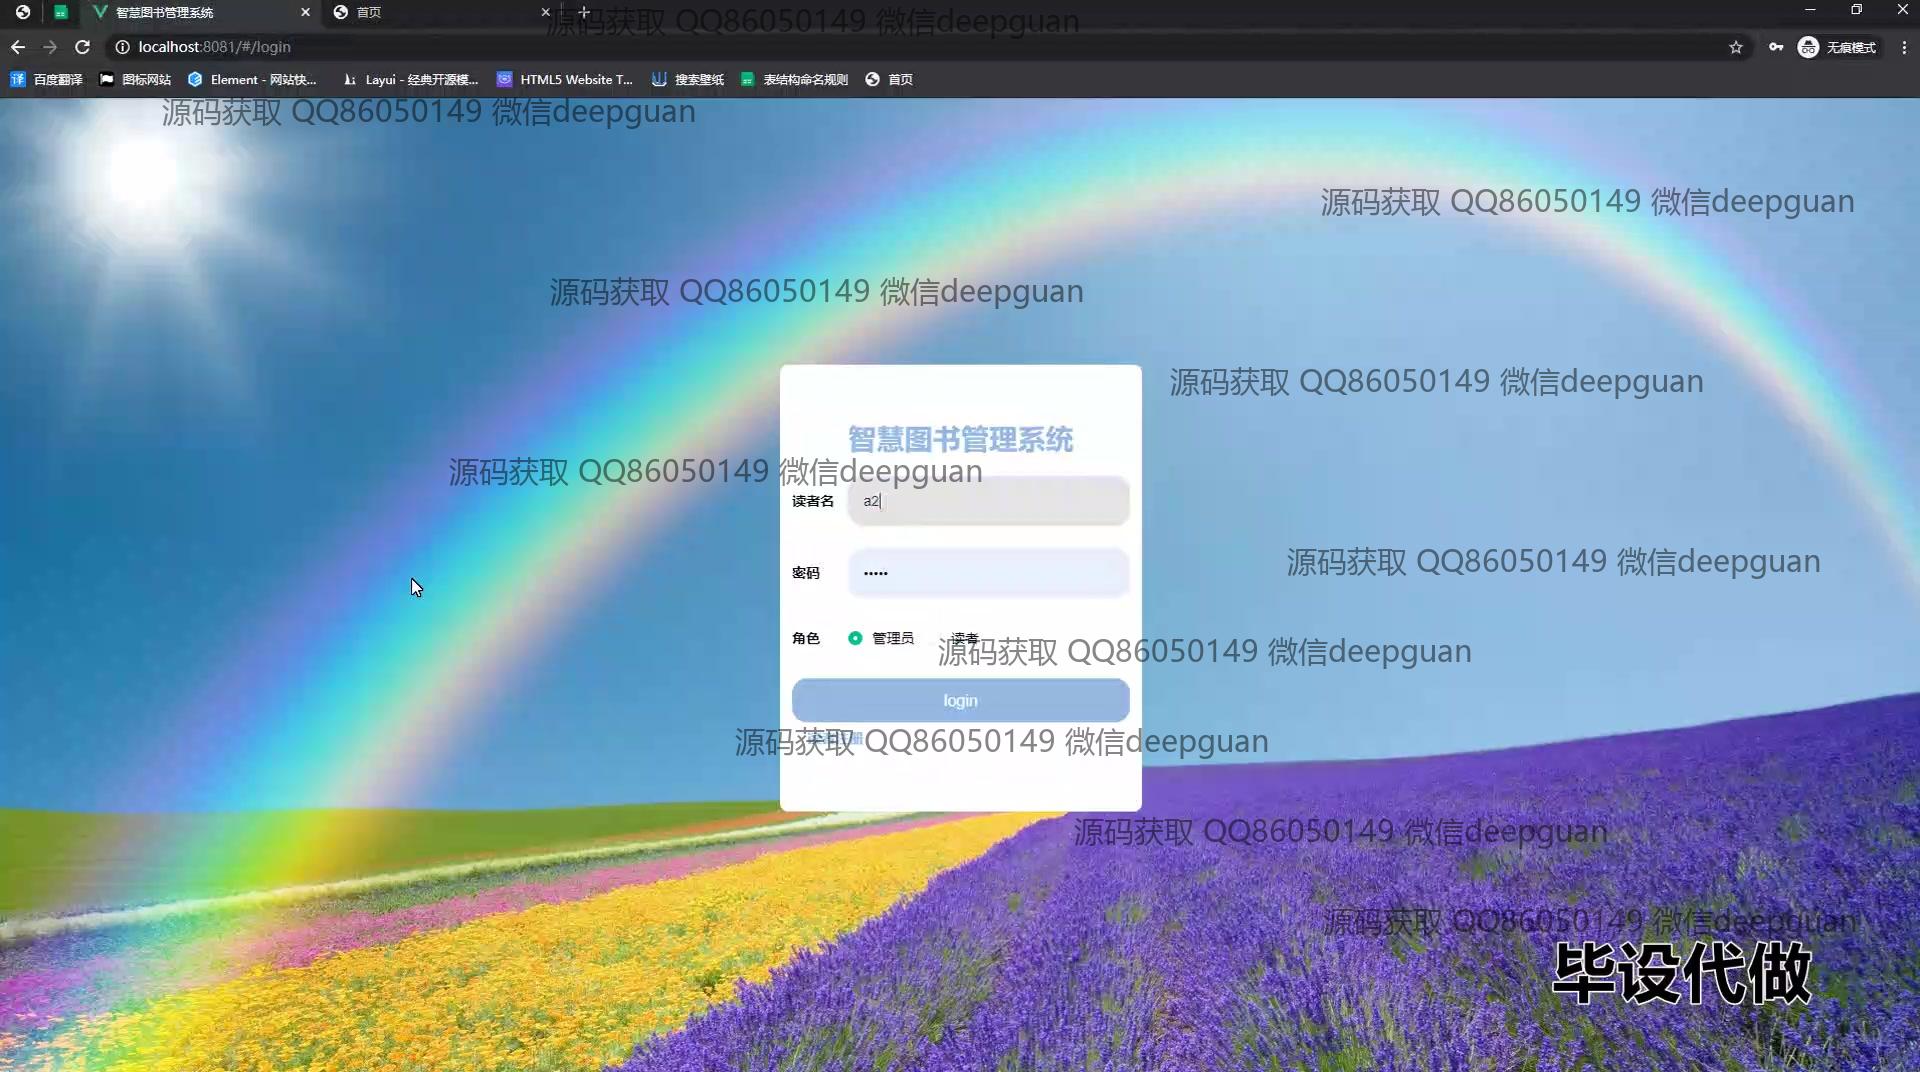 智慧图书管理系统
首页
源码获取 QQ86050149 微信deepguan
localhost:8081/#/login
无痕模式
百度翻译 图标网站 Element - 网站快... Layui - 经典开源模... HTML5 Website T... 搜索壁纸 表结构命名规则 首页
源码获取 QQ86050149 微信deepguan
源码获取 QQ86050149 微信deepguan
源码获取 QQ86050149 微信deepguan
源码获取 QQ86050149 微信deepguan
智慧图书管理系统
源码获取 QQ86050149 微信deepguan
读者名 a2
源码获取 QQ86050149 微信deepguan
密码 •••••
角色 管理员 读者
源码获取 QQ86050149 微信deepguan
login
源码获取 QQ86050149 微信deepguan
源码获取 QQ86050149 微信deepguan
源码获取 QQ86050149 微信deepguan
毕设代做